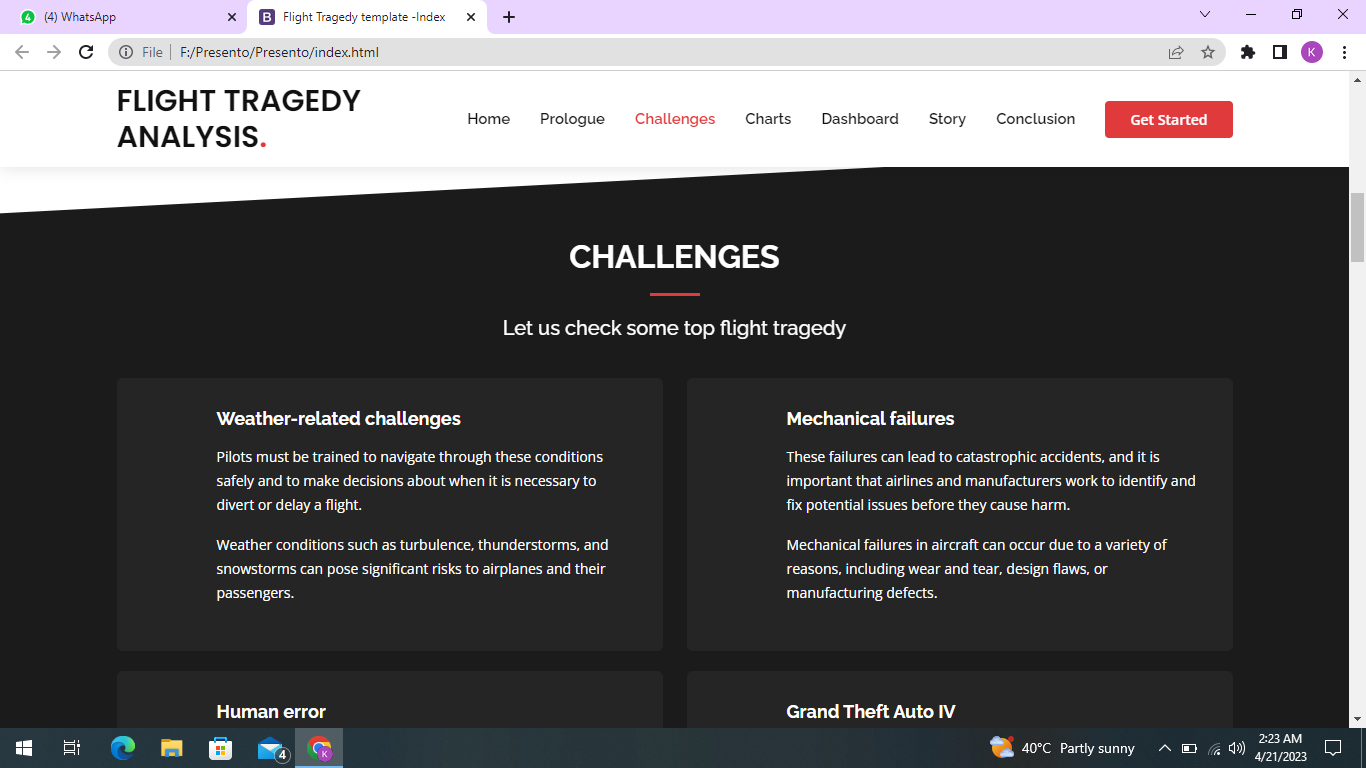 (4) WhatsApp
Flight Tragedy template -Index
File
F:/Presento/Presento/index.html
K
FLIGHT TRAGEDY
ANALYSIS.
Home
Prologue
Challenges
Charts
Dashboard
Story
Conclusion
Get Started
CHALLENGES
Let us check some top flight tragedy
Weather-related challenges
Pilots must be trained to navigate through these conditions
safely and to make decisions about when it is necessary to
divert or delay a flight.
Weather conditions such as turbulence, thunderstorms, and
snowstorms can pose significant risks to airplanes and their
passengers.
Mechanical failures
These failures can lead to catastrophic accidents, and it is
important that airlines and manufacturers work to identify and
fix potential issues before they cause harm.
Mechanical failures in aircraft can occur due to a variety of
reasons, including wear and tear, design flaws, or
manufacturing defects.
Human error
Grand Theft Auto IV
4
K
40°C Partly sunny
2:23 AM
4/21/2023